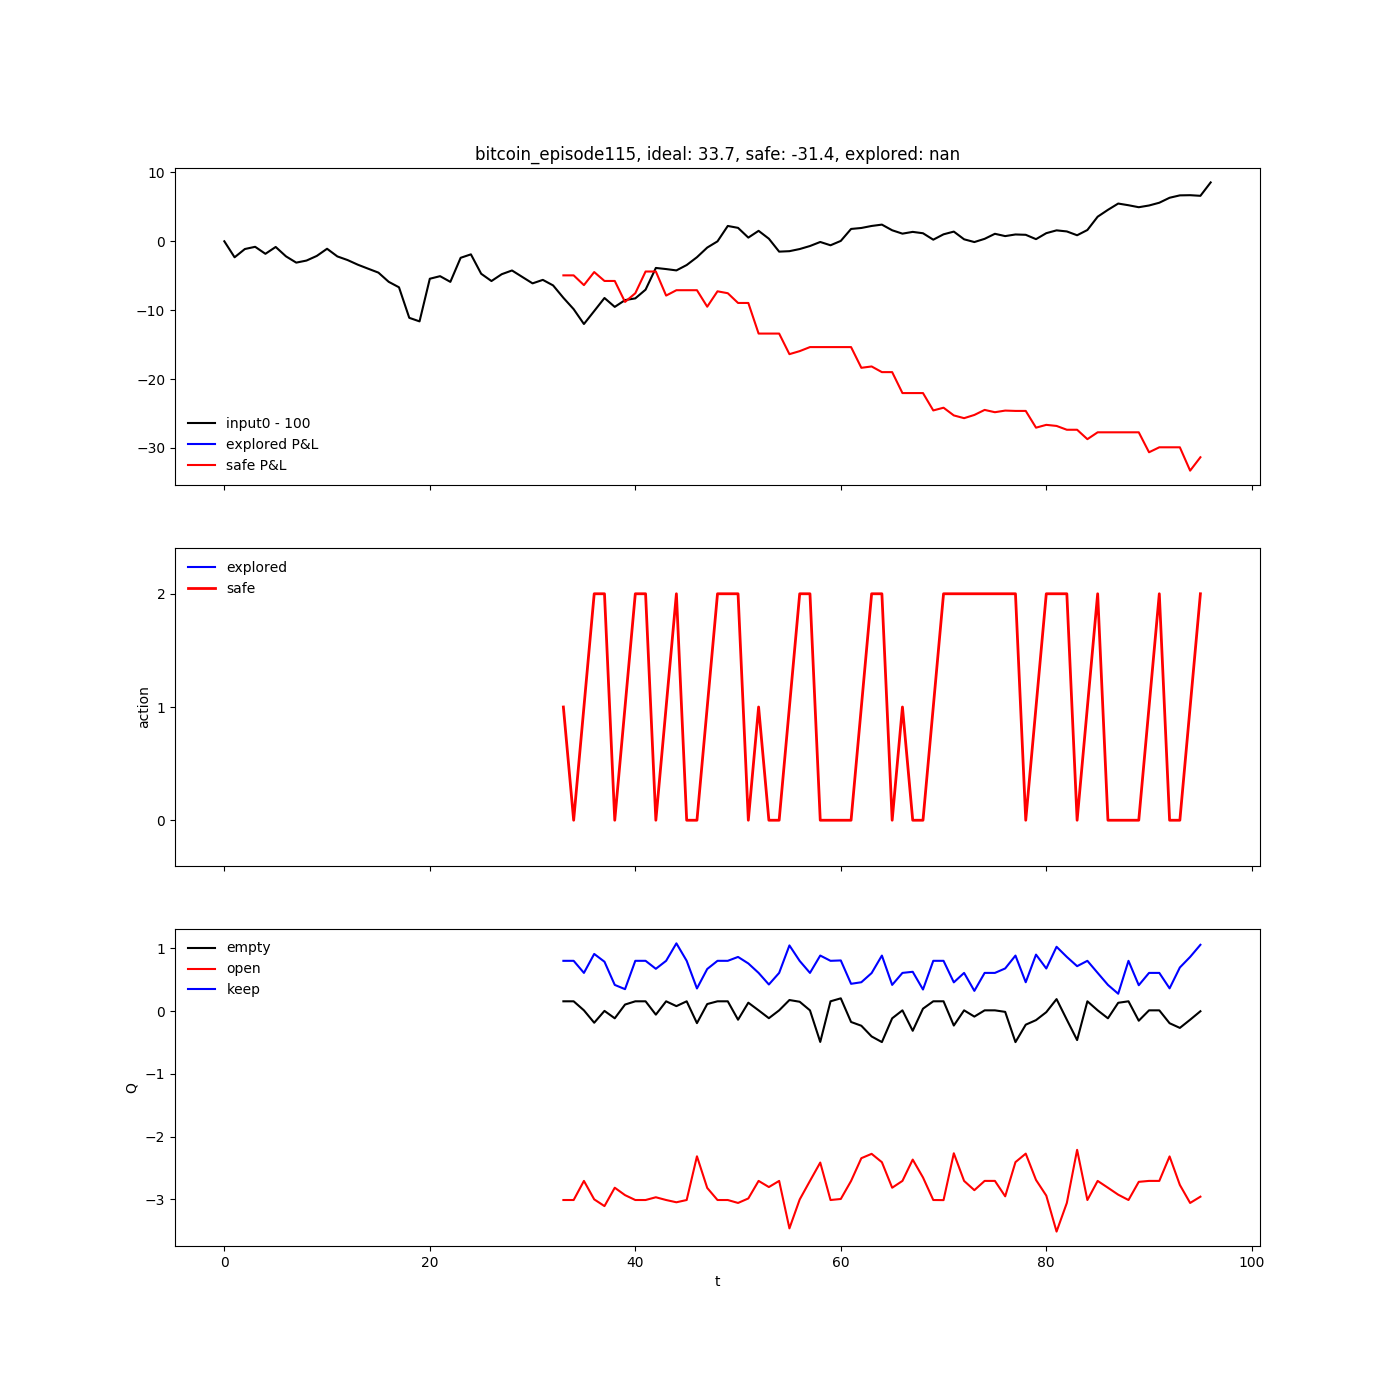 bitcoin_episode115, ideal: 33.7, safe: -31.4, explored: nan
10
0
−10
−20
−30
input0 - 100
explored P&L
safe P&L
explored
safe
2
1
0
action
empty
open
keep
1
0
−1
−2
−3
Q
0
20
40
60
80
100
t